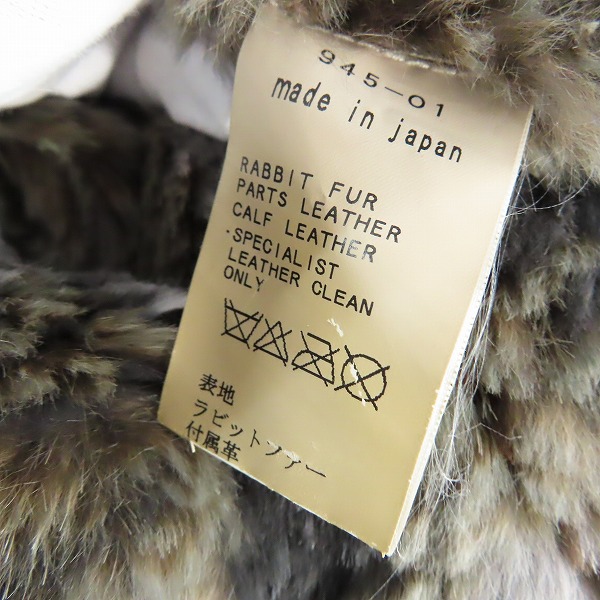 945-01
made in japan
RABBIT FUR
PARTS LEATHER
CALF LEATHER
・SPECIALIST
LEATHER CLEAN
ONLY
表地
ラビットファー
付属革